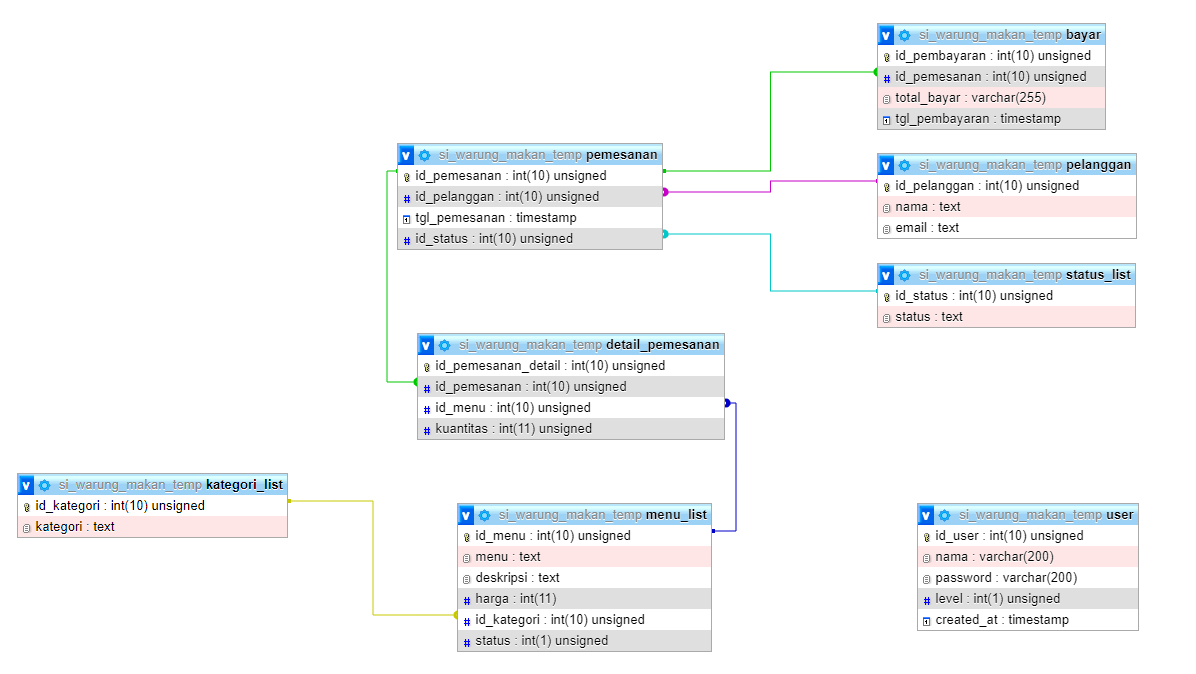 si_warung_makan_temp bayar
id_pembayaran : int(10) unsigned
id_pemesanan : int(10) unsigned
total_bayar : varchar(255)
tgl_pembayaran : timestamp
si_warung_makan_temp pemesanan
id_pemesanan : int(10) unsigned
id_pelanggan : int(10) unsigned
tgl_pemesanan : timestamp
id_status : int(10) unsigned
si_warung_makan_temp pelanggan
id_pelanggan : int(10) unsigned
nama : text
email : text
si_warung_makan_temp status_list
id_status : int(10) unsigned
status : text
si_warung_makan_temp detail_pemesanan
id_pemesanan_detail : int(10) unsigned
id_pemesanan : int(10) unsigned
id_menu : int(10) unsigned
kuantitas : int(11) unsigned
si_warung_makan_temp kategori_list
id_kategori : int(10) unsigned
kategori : text
si_warung_makan_temp menu_list
id_menu : int(10) unsigned
menu : text
deskripsi : text
harga : int(11)
id_kategori : int(10) unsigned
status : int(1) unsigned
si_warung_makan_temp user
id_user : int(10) unsigned
nama : varchar(200)
password : varchar(200)
level : int(1) unsigned
created_at : timestamp